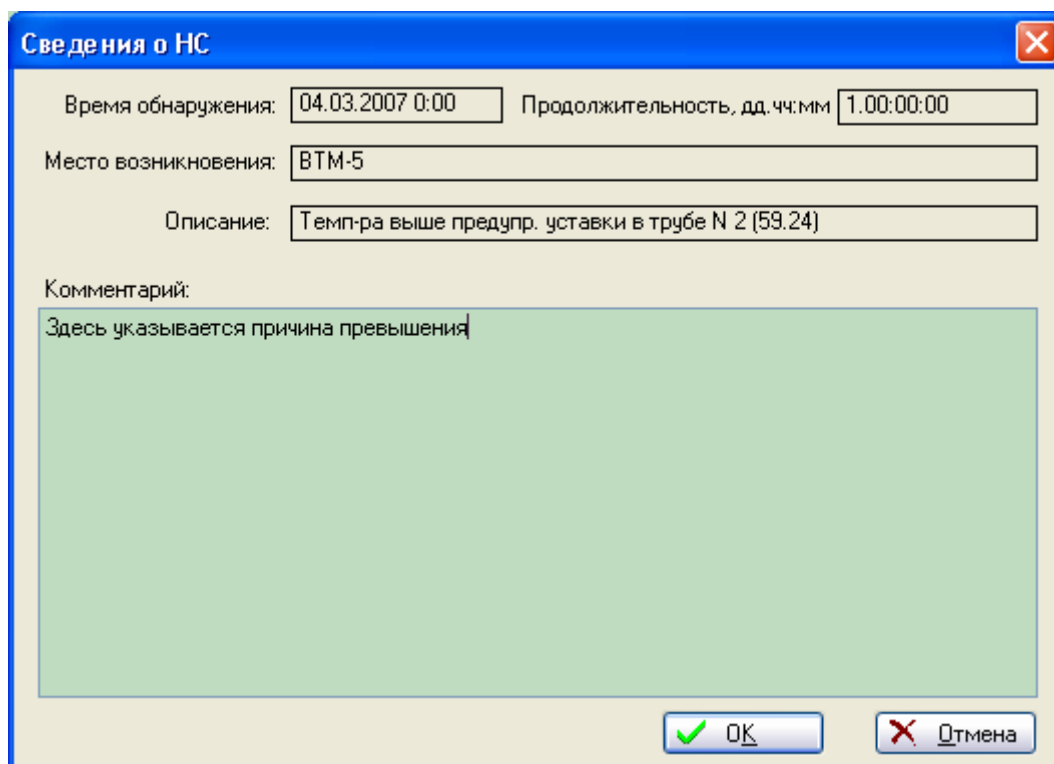 Сведения о НС
Время обнаружения: 04.03.2007 0:00 Продолжительность, дд.чч:мм 1.00:00:00
Место возникновения: ВТМ-5
Описание: Темп-ра выше предупр. уставки в трубе N 2 (59.24)
Комментарий:
Здесь указывается причина превышения
OK Отмена